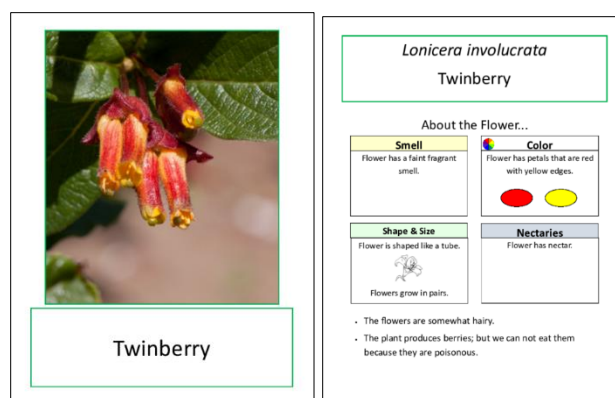 Twinberry
Lonicera involucrata
Twinberry
About the Flower...
Smell
Flower has a faint fragrant
smell.
Color
Flower has petals that are red
with yellow edges.
Shape & Size
Flower is shaped like a tube.
Flowers grow in pairs.
Nectaries
Flower has nectar.
• The flowers are somewhat hairy.
• The plant produces berries; but we can not eat them
because they are poisonous.